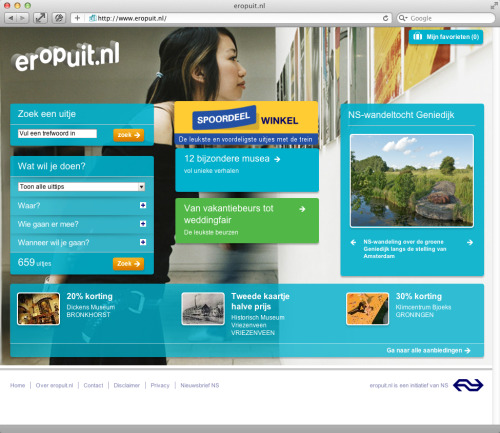 eropuit.nl
http://www.eropuit.nl/
Google
eropuit.nl
Mijn favorieten (0)
Zoek een uitje
Vul een trefwoord in
zoek
SPOORDEEL WINKEL
De leukste en voordeligste uitjes met de trein
NS-wandeltocht Geniedijk
Wat wil je doen?
Toon alle uittips
Waar?
Wie gaan er mee?
Wanneer wil je gaan?
659 uitjes
Zoek
12 bijzondere musea
vol unieke verhalen
Van vakantiebeurs tot
weddingfair
De leukste beurzen
NS-wandeling over de groene
Geniedijk langs de stelling van
Amsterdam
20% korting
Dickens Museum
BRONKHORST
Tweede kaartje
halve prijs
Historisch Museum
Vriezenveen
VRIEZENVEEN
30% korting
Klimcentrum Bjoeks
GRONINGEN
Ga naar alle aanbiedingen
Home | Over eropuit.nl | Contact | Disclaimer | Privacy | Nieuwsbrief NS
eropuit.nl is een initiatief van NS